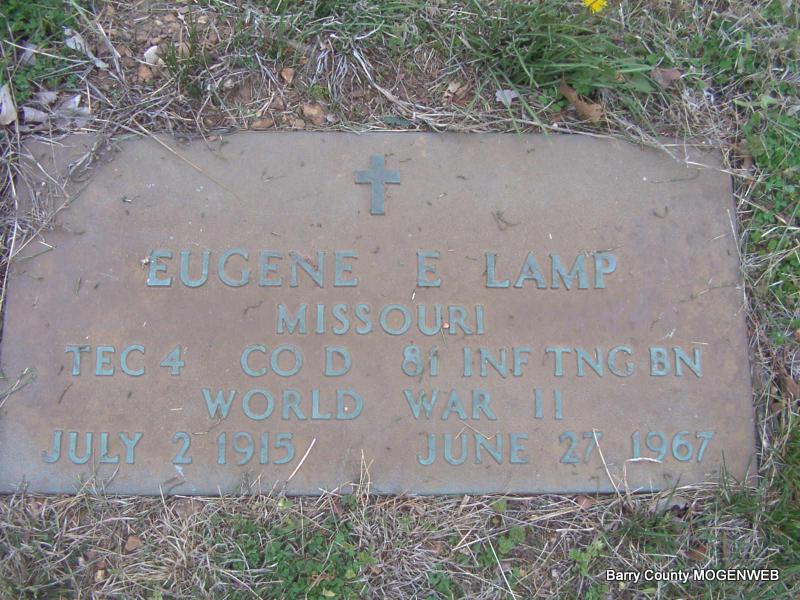 EUGENE E LAMP
MISSOURI
TEC 4 CO D 81 INF TNG BN
WORLD WAR II
JULY 2 1915 JUNE 27 1967
Barry County MOGENWEB